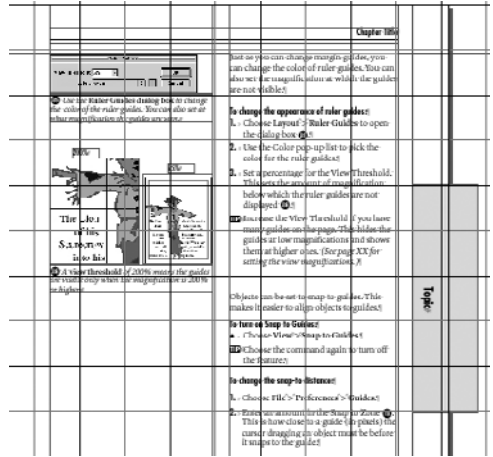 Chapter Title
Use the Ruler Guides dialog box to change
the color of the ruler guides. You can also set at
what magnification the guides are
200%
The
of this
Sorrow
into his
A view threshold of 200% means the guides
are visible only when the magnification is 200%
or higher.
Just as you can change margin guides, you
can change the color of ruler guides. You can
also set the magnification at which the guides
are not visible.¶
To change the appearance of ruler guides:¶
1. Choose Layout > Ruler Guides to open
the dialog box
2. Use the Color pop-up list to pick the
color for the ruler guides.¶
3. Set a percentage for the View Threshold.
This sets the amount of magnification
below which the ruler guides are not
displayed
TIP Increase the View Threshold if you have
many guides on the page. This hides the
guides at low magnifications and shows
them at higher ones. (See page XX for
setting the view magnifications.)¶
Objects can be set to snap to guides. This
makes it easier to align objects to guides.¶
To turn on Snap to Guides:¶
• Choose View > Snap to Guides.¶
TIP Choose the command again to turn off
the feature.¶
To change the snap-to-distance:¶
1. Choose File > Preferences > Guides.¶
2. Enter an amount for the Snap to Zone
This is how close to a guide (in pixels) the
cursor dragging an object must be before
it snaps to the guide.¶
Topic